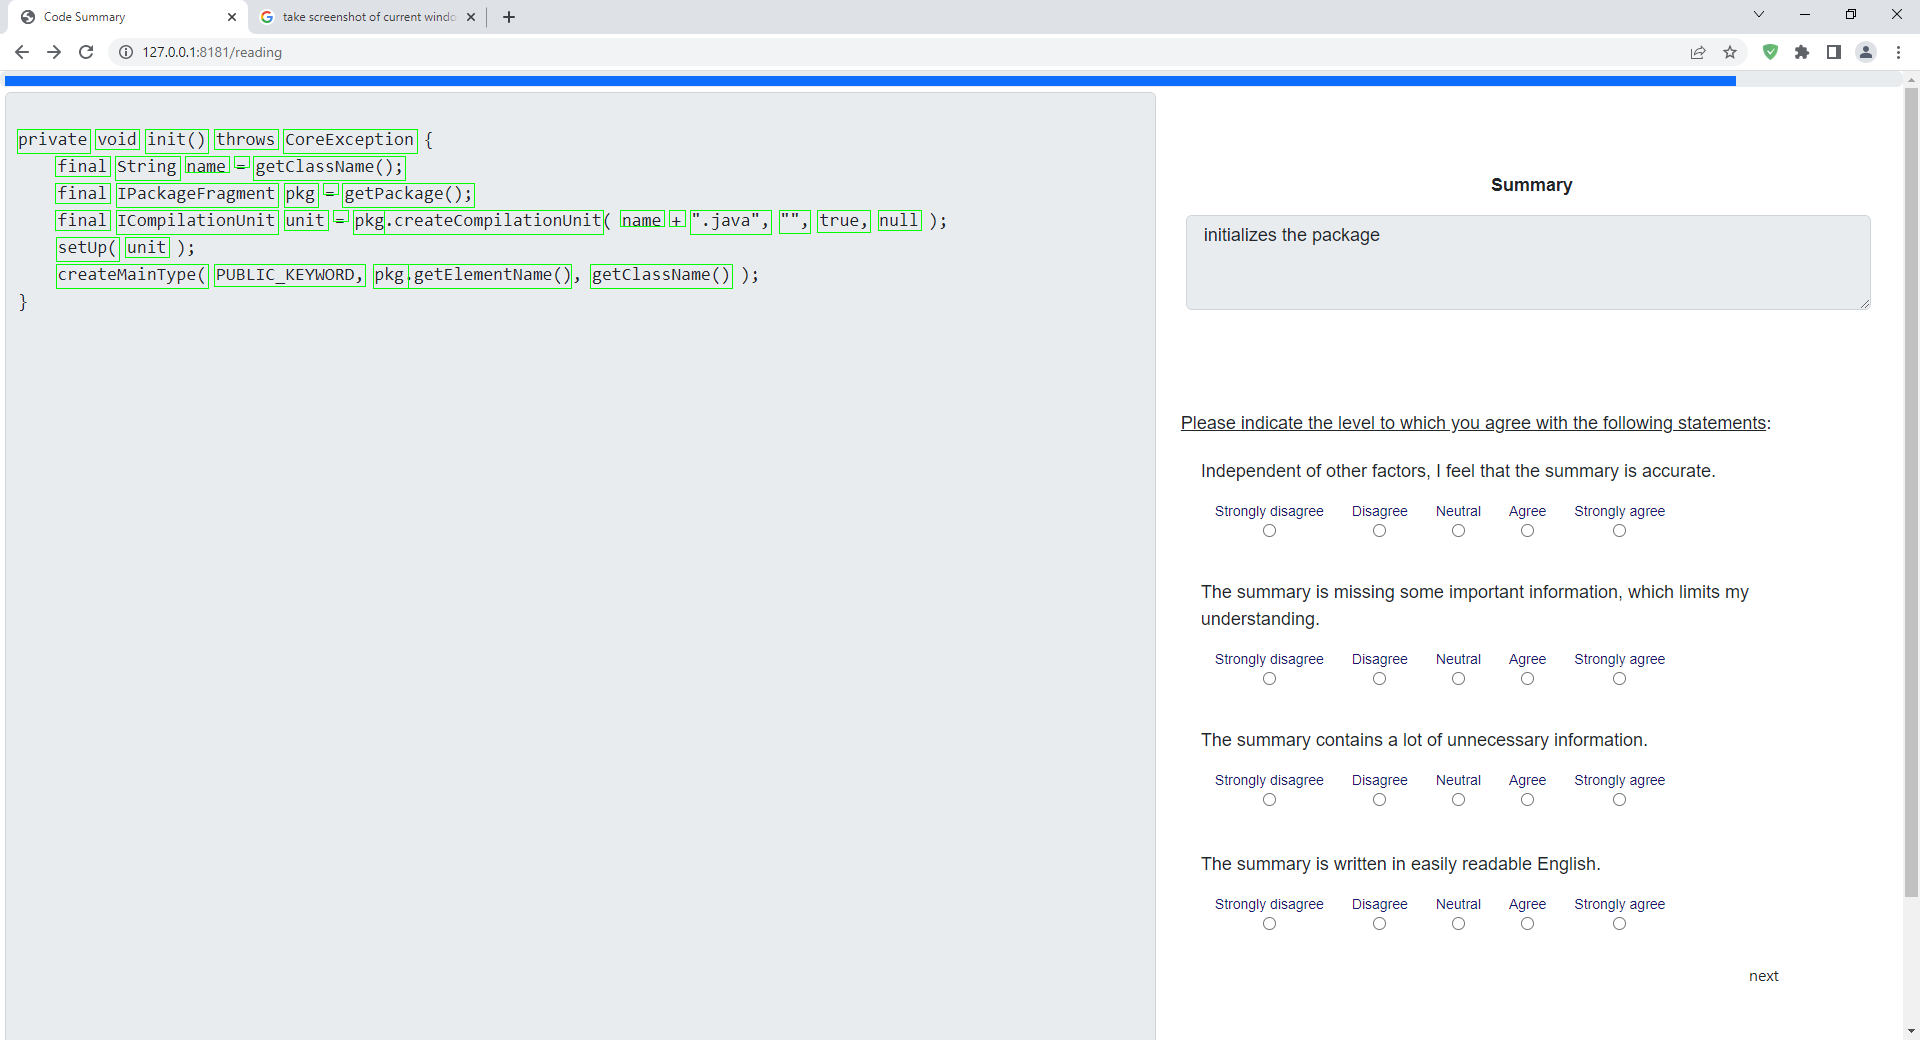 Code Summary
take screenshot of current windo
127.0.0.1:8181/reading
private void init() throws CoreException {
final String name = getClassName();
final IPackageFragment pkg = getPackage();
final ICompilationUnit unit = pkg.createCompilationUnit( name + ".java", "", true, null );
setUp( unit );
createMainType( PUBLIC_KEYWORD, pkg.getElementName(), getClassName() );
}
Summary
initializes the package
Please indicate the level to which you agree with the following statements:
Independent of other factors, I feel that the summary is accurate.
Strongly disagree Disagree Neutral Agree Strongly agree
The summary is missing some important information, which limits my
understanding.
Strongly disagree Disagree Neutral Agree Strongly agree
The summary contains a lot of unnecessary information.
Strongly disagree Disagree Neutral Agree Strongly agree
The summary is written in easily readable English.
Strongly disagree Disagree Neutral Agree Strongly agree
next